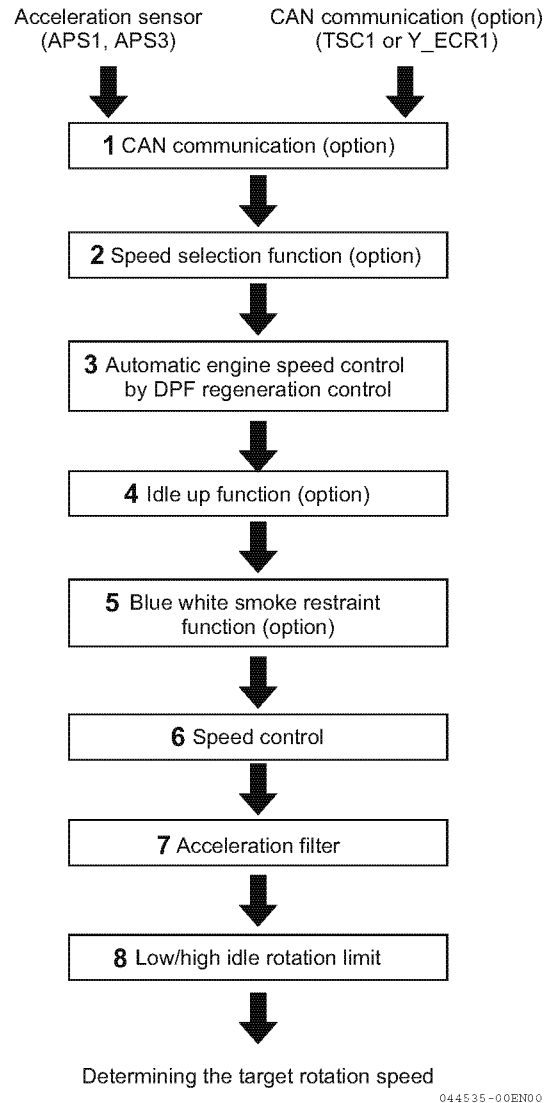 Acceleration sensor
(APS1, APS3)
CAN communication (option)
(TSC1 or Y_ECR1)
1 CAN communication (option)
2 Speed selection function (option)
3 Automatic engine speed control
by DPF regeneration control
4 Idle up function (option)
5 Blue white smoke restraint
function (option)
6 Speed control
7 Acceleration filter
8 Low/high idle rotation limit
Determining the target rotation speed
044535-00EN00